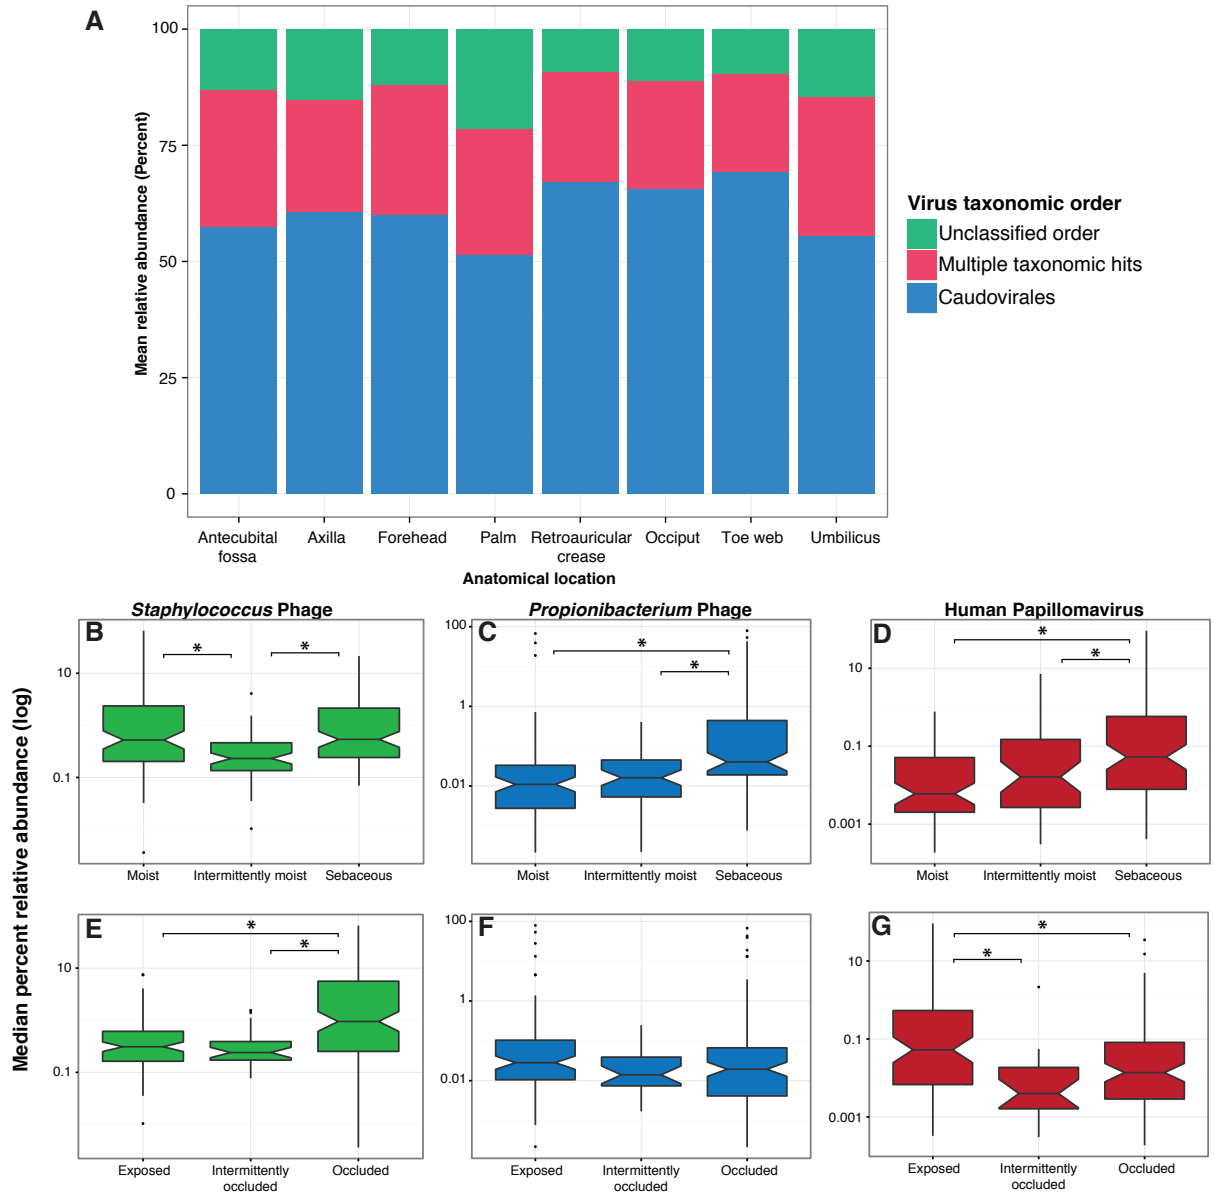 A
100
75
50
25
0
Mean relative abundance (Percent)
Antecubital fossa
Axilla
Forehead
Palm
Retroauricular crease
Occiput
Toe web
Umbilicus
Anatomical location
Virus taxonomic order
Unclassified order
Multiple taxonomic hits
Caudovirales
Median percent relative abundance (log)
Staphylococcus Phage
B
10
0.1
*
*
Moist
Intermittently moist
Sebaceous
Propionibacterium Phage
C
100
1
0.01
*
*
Moist
Intermittently moist
Sebaceous
Human Papillomavirus
D
10
0.1
0.001
*
*
Moist
Intermittently moist
Sebaceous
E
10
0.1
*
*
Exposed
Intermittently
occluded
Occluded
F
100
1
0.01
Exposed
Intermittently
occluded
Occluded
G
10
0.1
0.001
*
*
Exposed
Intermittently
occluded
Occluded